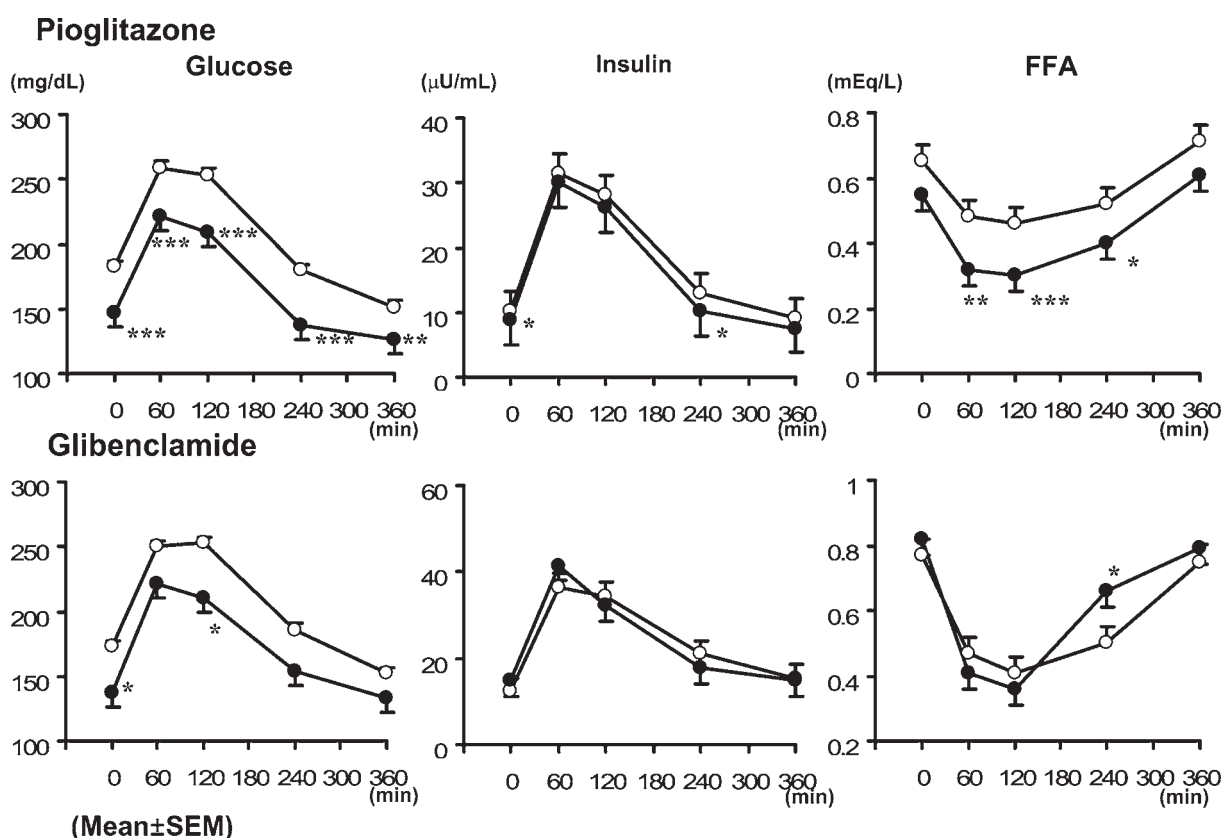 Pioglitazone
Glucose
Insulin
FFA
(mg/dL)
(μU/mL)
(mEq/L)
300
250
200
150
100
*** *** *** *** **
0 60 120 180 240 300 360
(min)
40
30
20
10
0
* *
0 60 120 180 240 300 360
(min)
0.8
0.6
0.4
0.2
0
** *** *
0 60 120 240 300 360
(min)
Glibenclamide
300
250
200
150
100
* *
0 60 120 240 300 360
(min)
60
40
20
0
0 60 120 240 300 360
(min)
1
0.8
0.6
0.4
0.2
*
0 60 120 240 300 360
(min)
(Mean±SEM)